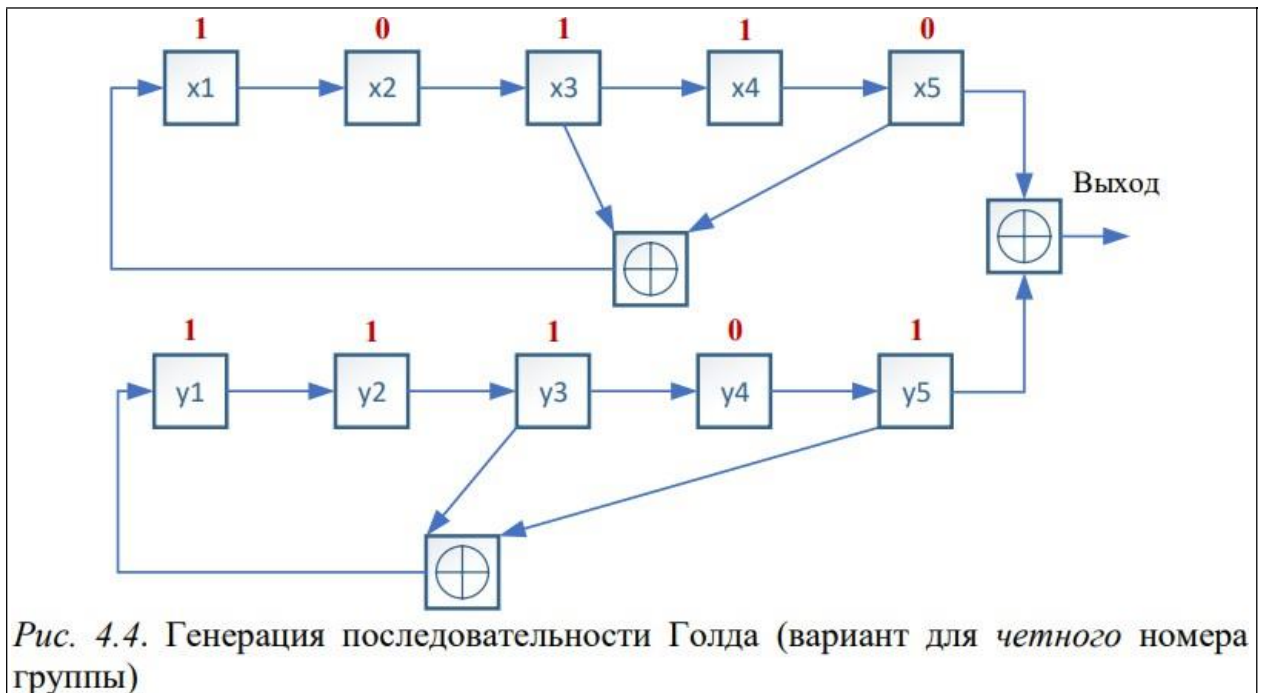 1 0 1 1 0
x1 x2 x3 x4 x5
Выход
1 1 1 0 1
y1 y2 y3 y4 y5
Рис. 4.4. Генерация последовательности Голда (вариант для четного номера
группы)